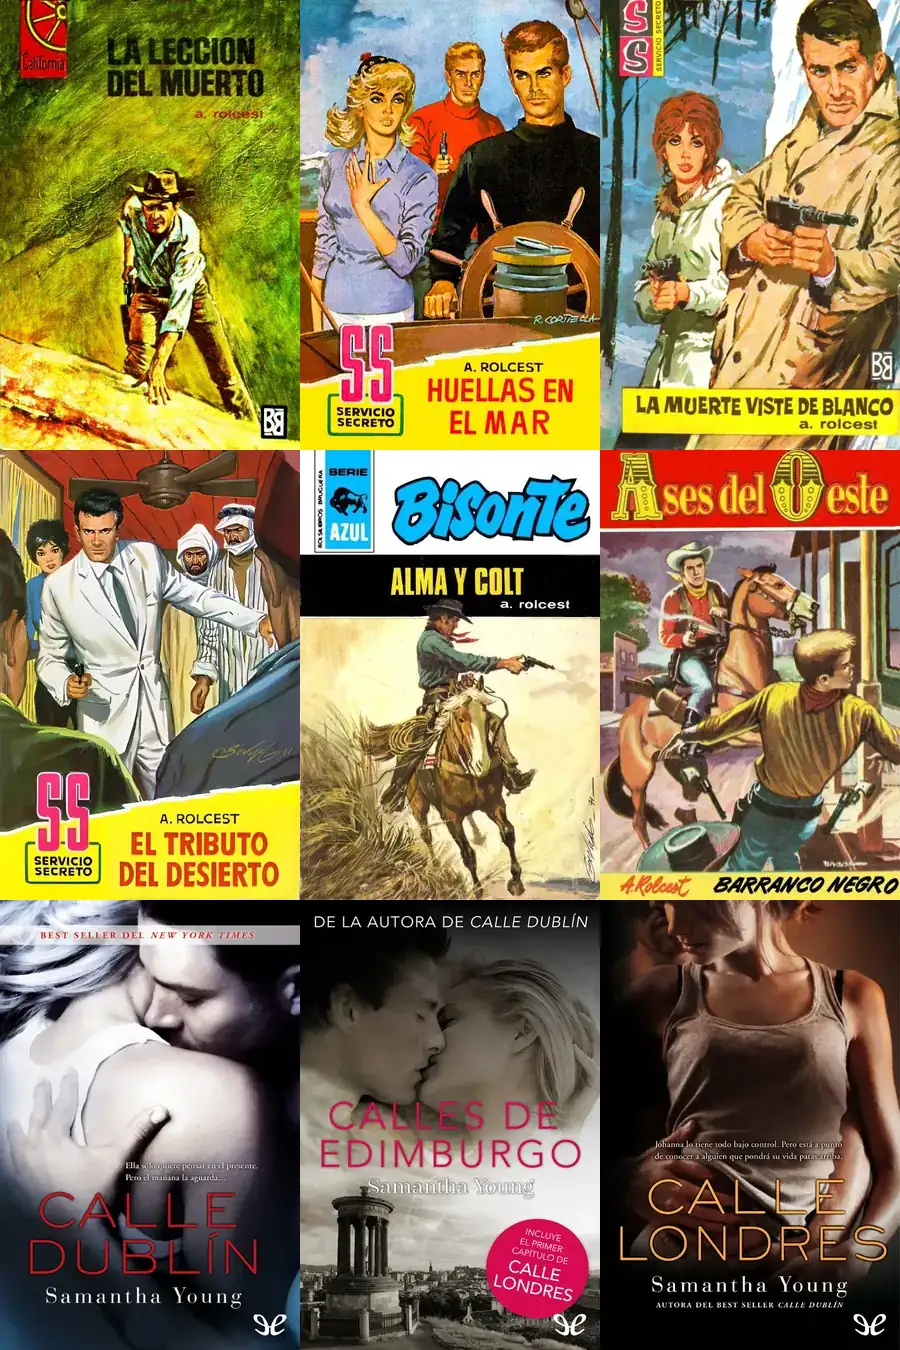 California
LA LECCION
DEL MUERTO
a. rolcest
BB
R. CORTIELLA
SS
SERVICIO
SECRETO
A. ROLCEST
HUELLAS EN
EL MAR
SS
SERVICIO SECRETO
BB
LA MUERTE VISTE DE BLANCO
a. rolcest
SS
SERVICIO
SECRETO
A. ROLCEST
EL TRIBUTO
DEL DESIERTO
BOLSILIBROS BRUGUERA
SERIE
AZUL
BISONTE
ALMA Y COLT
a. rolcest
Ases del Oeste
A. Rolcest
BARRANCO NEGRO
BEST SELLER DEL NEW YORK TIMES
Ella sólo quiere pensar en el presente.
Pero el mañana la aguarda...
CALLE
DUBLÍN
Samantha Young
DE LA AUTORA DE CALLE DUBLÍN
CALLES DE
EDIMBURGO
Samantha Young
INCLUYE
EL PRIMER
CAPÍTULO DE
CALLE
LONDRES
Johanna lo tiene todo bajo control. Pero está a punto
de conocer a alguien que pondrá su vida patas arriba.
CALLE
LONDRES
Samantha Young
AUTORA DEL BEST SELLER CALLE DUBLÍN